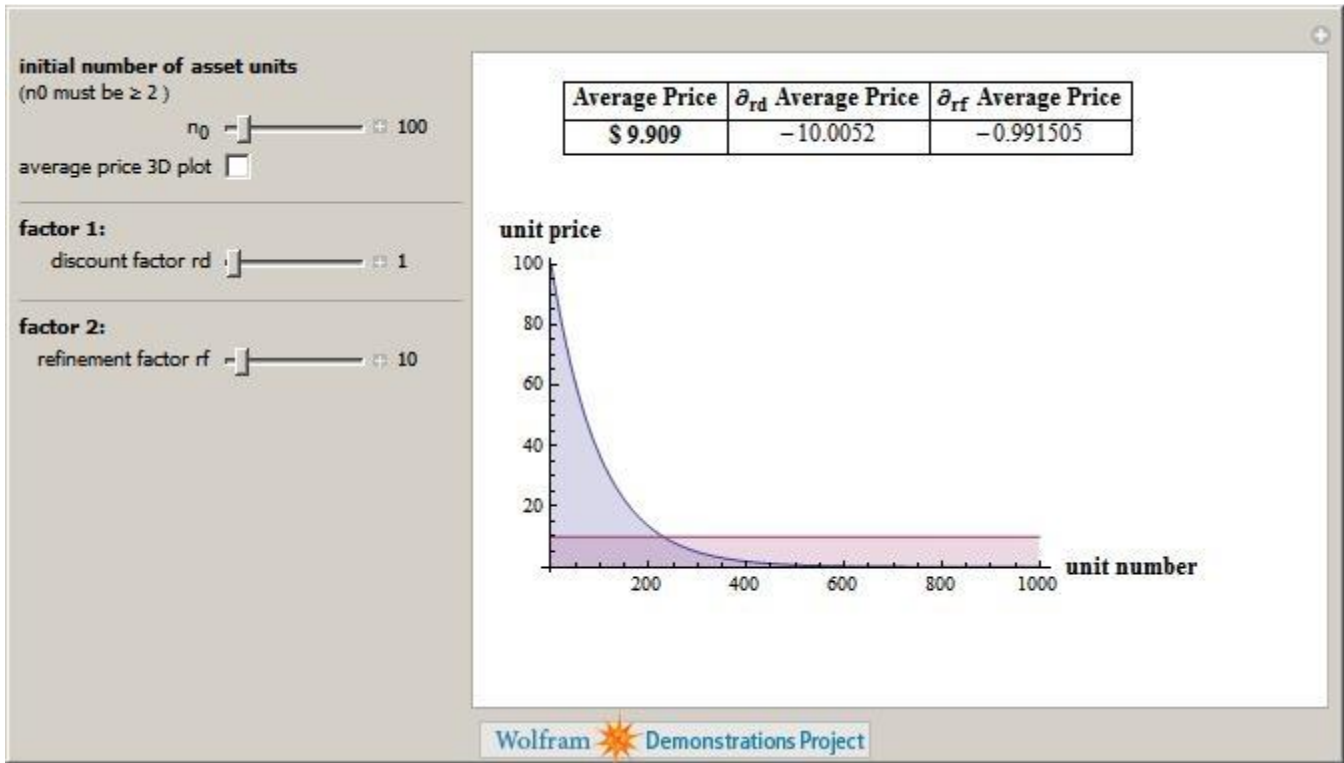 initial number of asset units
(n0 must be ≥ 2 )
n0 100
average price 3D plot
factor 1:
discount factor rd 1
factor 2:
refinement factor rf 10
Average Price ∂rd Average Price ∂rf Average Price
$ 9.909 −10.0052 −0.991505
unit price
100
80
60
40
20
200 400 600 800 1000 unit number
Wolfram Demonstrations Project